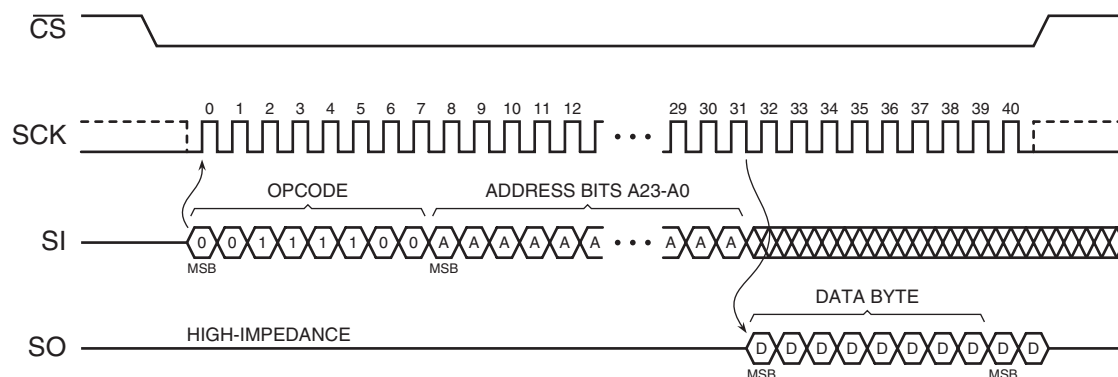 CS
0 1 2 3 4 5 6 7 8 9 10 11 12 29 30 31 32 33 34 35 36 37 38 39 40
SCK
OPCODE ADDRESS BITS A23-A0
SI 0 0 1 1 1 1 0 0 A A A A A A A A A
MSB MSB
DATA BYTE
HIGH-IMPEDANCE
SO D D D D D D D D D D
MSB MSB